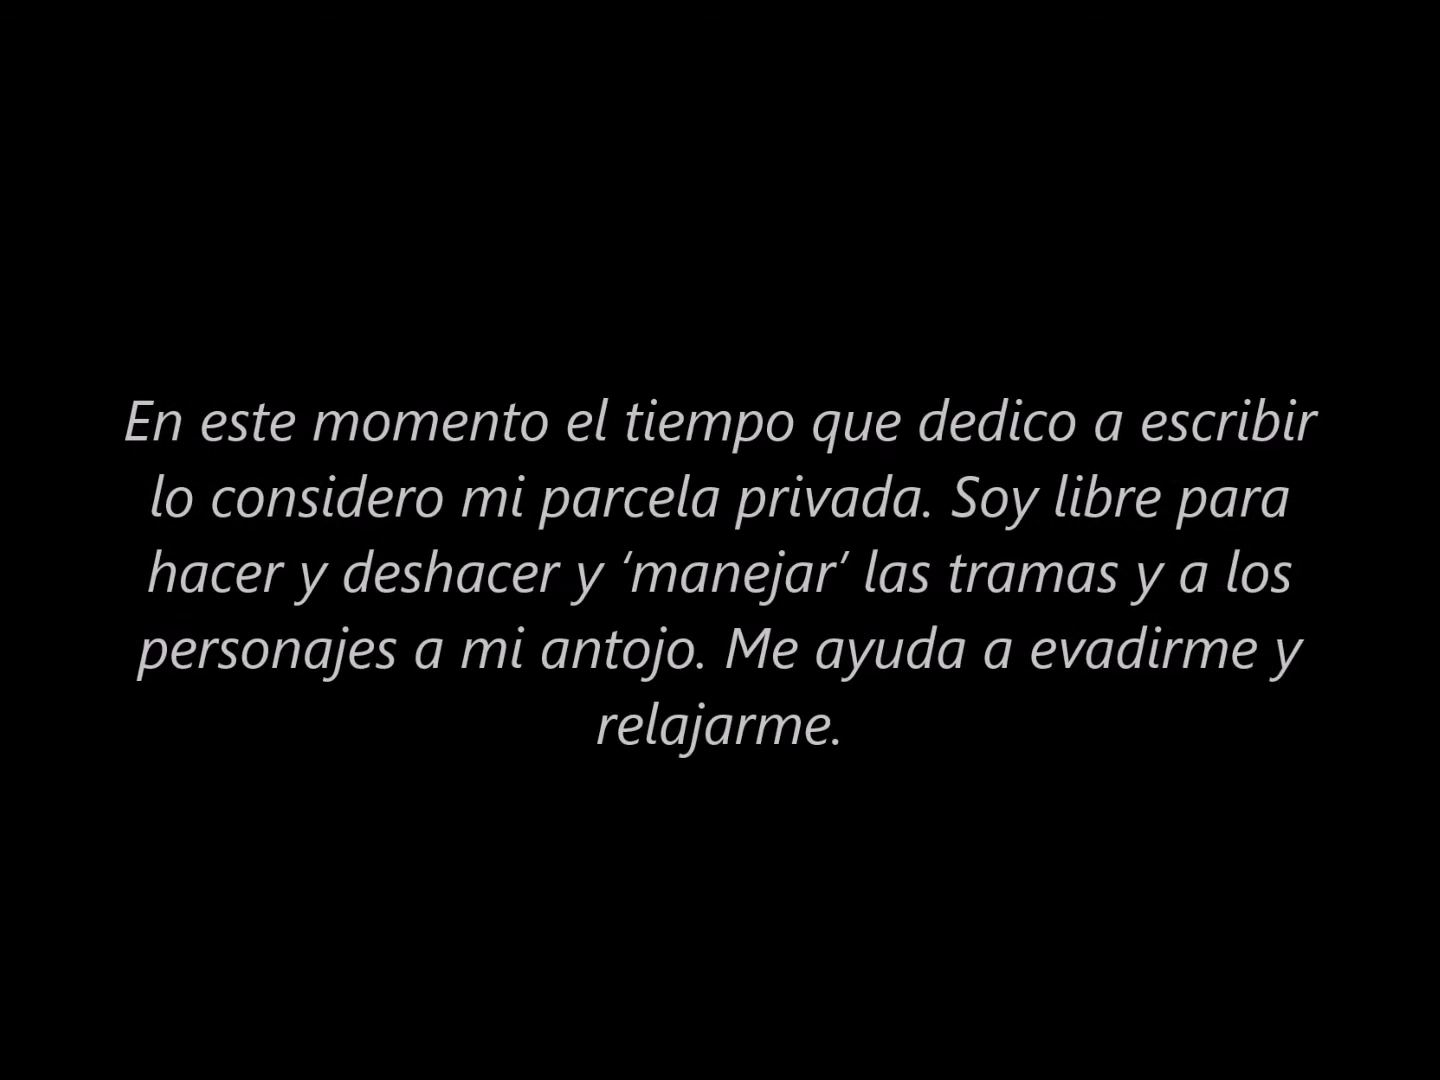 En este momento el tiempo que dedico a escribir
lo considero mi parcela privada. Soy libre para
hacer y deshacer y ‘manejar’ las tramas y a los
personajes a mi antojo. Me ayuda a evadirme y
relajarme.